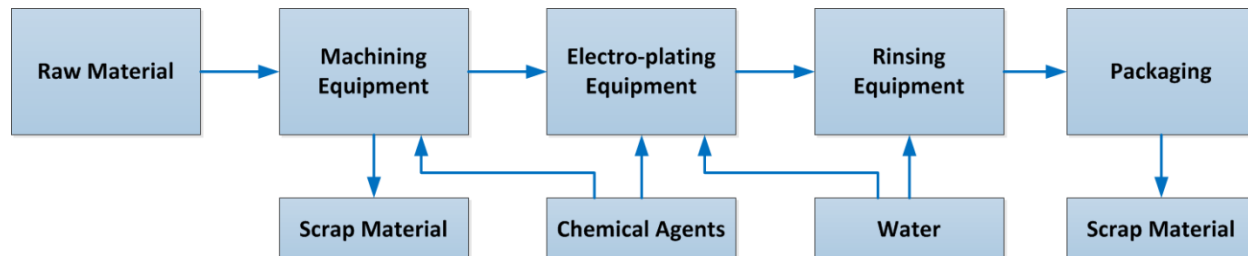 Raw Material
Machining
Equipment
Electro-plating
Equipment
Rinsing
Equipment
Packaging
Scrap Material
Chemical Agents
Water
Scrap Material